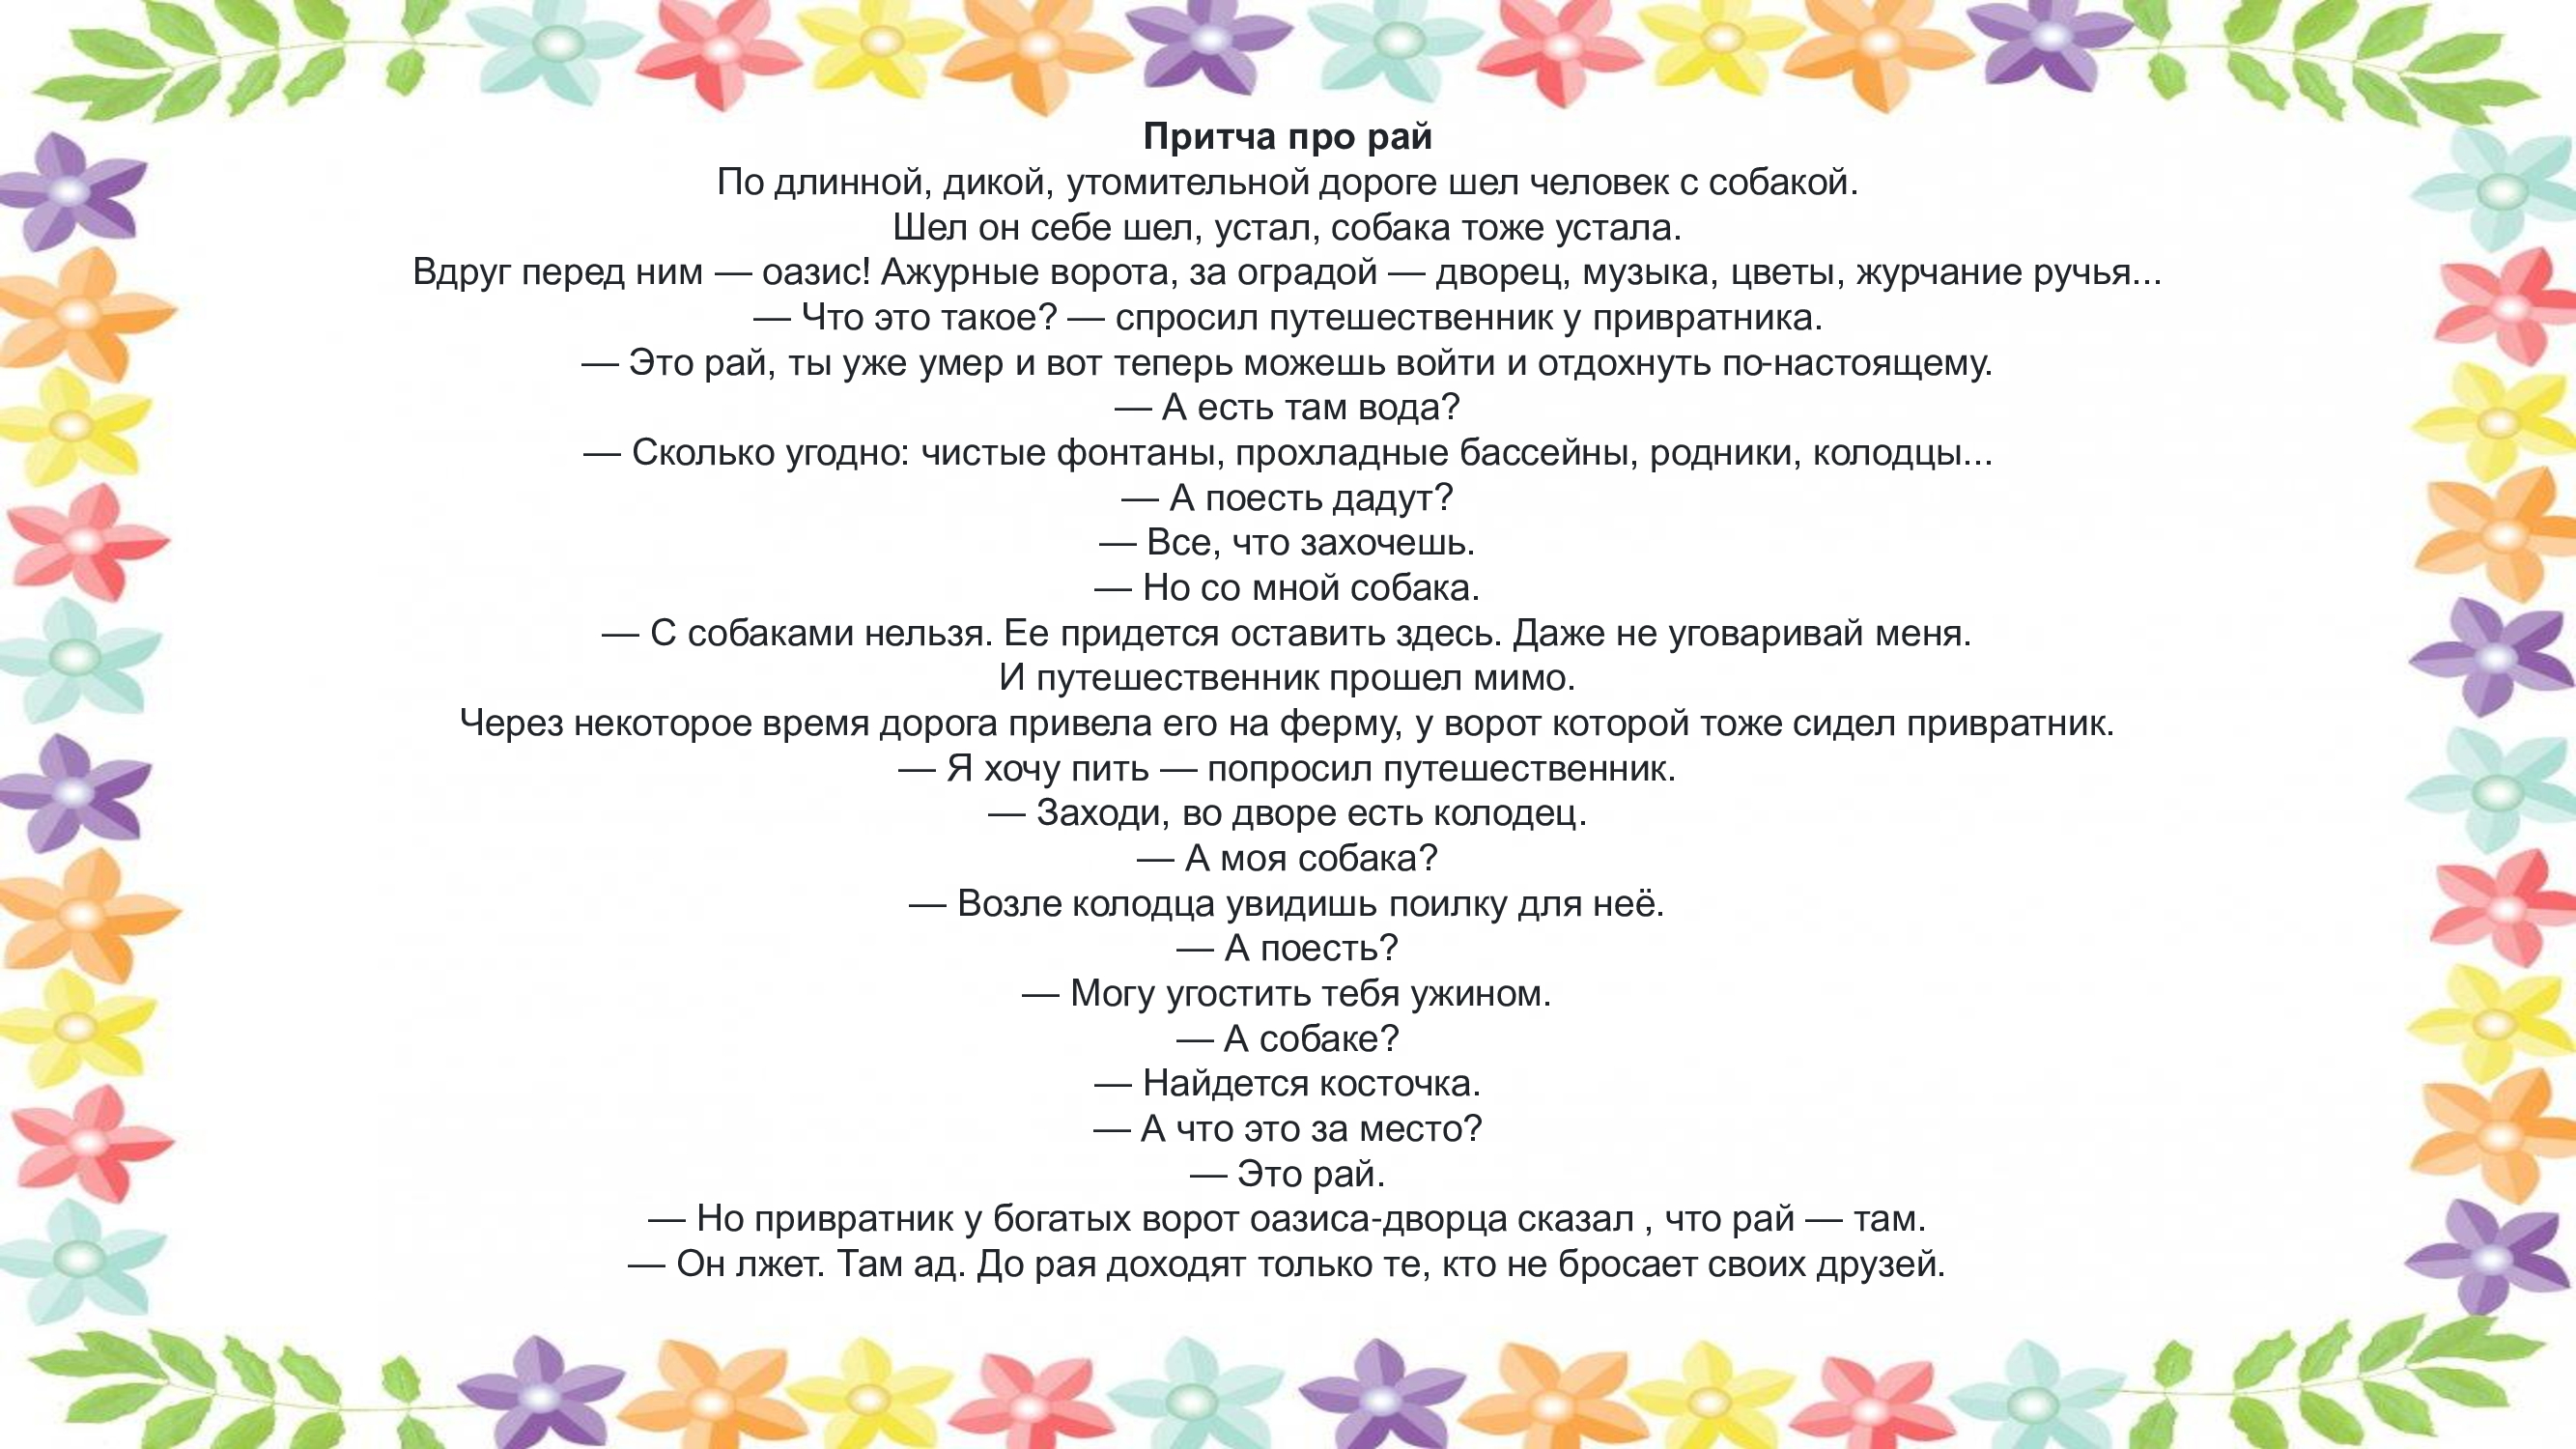 Притча про рай
По длинной, дикой, утомительной дороге шел человек с собакой.
Шел он себе шел, устал, собака тоже устала.
Вдруг перед ним — оазис! Ажурные ворота, за оградой — дворец, музыка, цветы, журчание ручья...
— Что это такое? — спросил путешественник у привратника.
— Это рай, ты уже умер и вот теперь можешь войти и отдохнуть по-настоящему.
— А есть там вода?
— Сколько угодно: чистые фонтаны, прохладные бассейны, родники, колодцы...
— А поесть дадут?
— Все, что захочешь.
— Но со мной собака.
— С собаками нельзя. Ее придется оставить здесь. Даже не уговаривай меня.
И путешественник прошел мимо.
Через некоторое время дорога привела его на ферму, у ворот которой тоже сидел привратник.
— Я хочу пить — попросил путешественник.
— Заходи, во дворе есть колодец.
— А моя собака?
— Возле колодца увидишь поилку для неё.
— А поесть?
— Могу угостить тебя ужином.
— А собаке?
— Найдется косточка.
— А что это за место?
— Это рай.
— Но привратник у богатых ворот оазиса-дворца сказал , что рай — там.
— Он лжет. Там ад. До рая доходят только те, кто не бросает своих друзей.